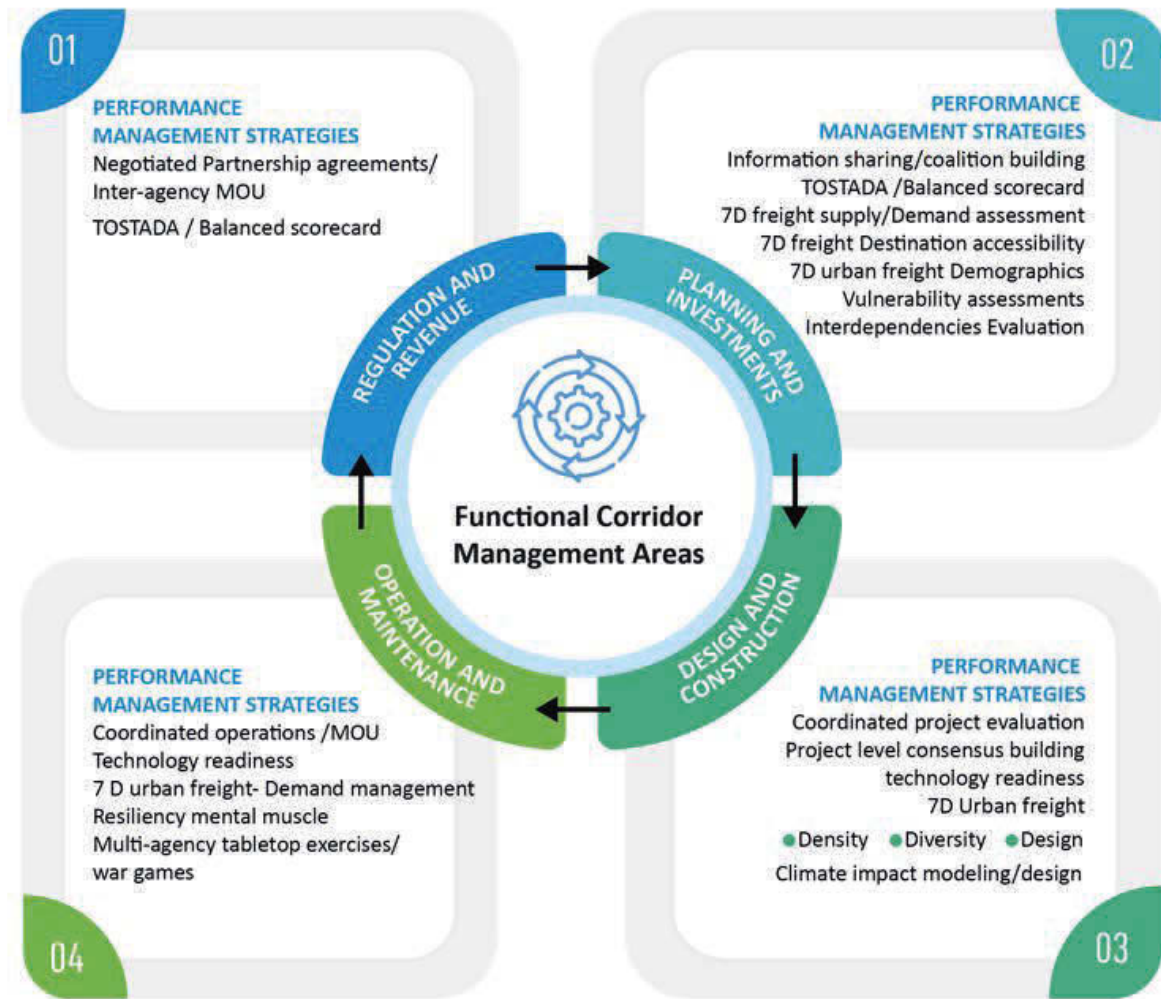 01
PERFORMANCE
MANAGEMENT STRATEGIES
Negotiated Partnership agreements/
Inter-agency MOU
TOSTADA / Balanced scorecard
02
PERFORMANCE
MANAGEMENT STRATEGIES
Information sharing/coalition building
TOSTADA /Balanced scorecard
7D freight supply/Demand assessment
7D freight Destination accessibility
7D urban freight Demographics
Vulnerability assessments
Interdependencies Evaluation
REGULATION AND
REVENUE
PLANNING AND
INVESTMENTS
Functional Corridor
Management Areas
OPERATION AND
MAINTENANCE
DESIGN AND
CONSTRUCTION
PERFORMANCE
MANAGEMENT STRATEGIES
Coordinated operations /MOU
Technology readiness
7 D urban freight- Demand management
Resiliency mental muscle
Multi-agency tabletop exercises/
war games
04
PERFORMANCE
MANAGEMENT STRATEGIES
Coordinated project evaluation
Project level consensus building
technology readiness
7D Urban freight
●Density ●Diversity ●Design
Climate impact modeling/design
03